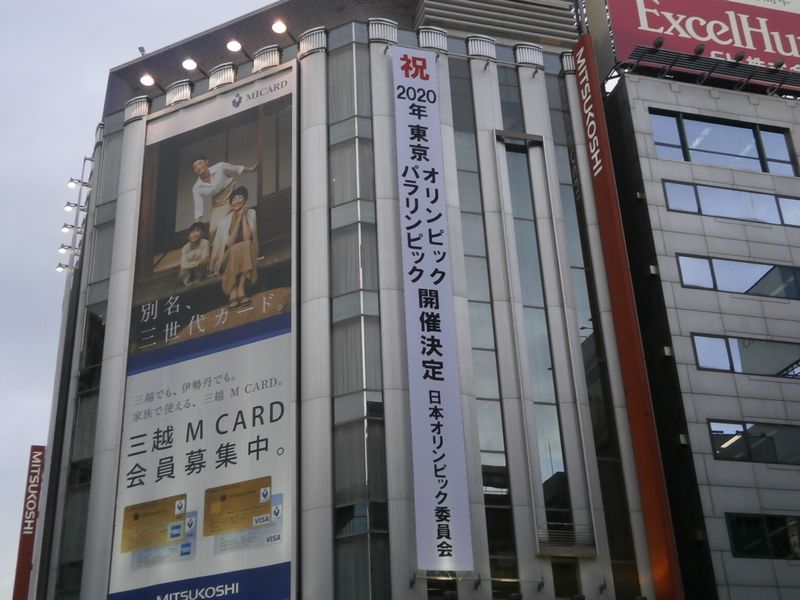 MICARD
別名、
三世代カード。
三越でも、伊勢丹でも。
家族で使える、三越 M CARD。
三越 M CARD
会員募集中。
VISA
VISA
MITSUKOSHI
祝
2020年 東京 オリンピック
パラリンピック
開催決定
日本オリンピック委員会
MITSUKOSHI
MITSUKOSHI